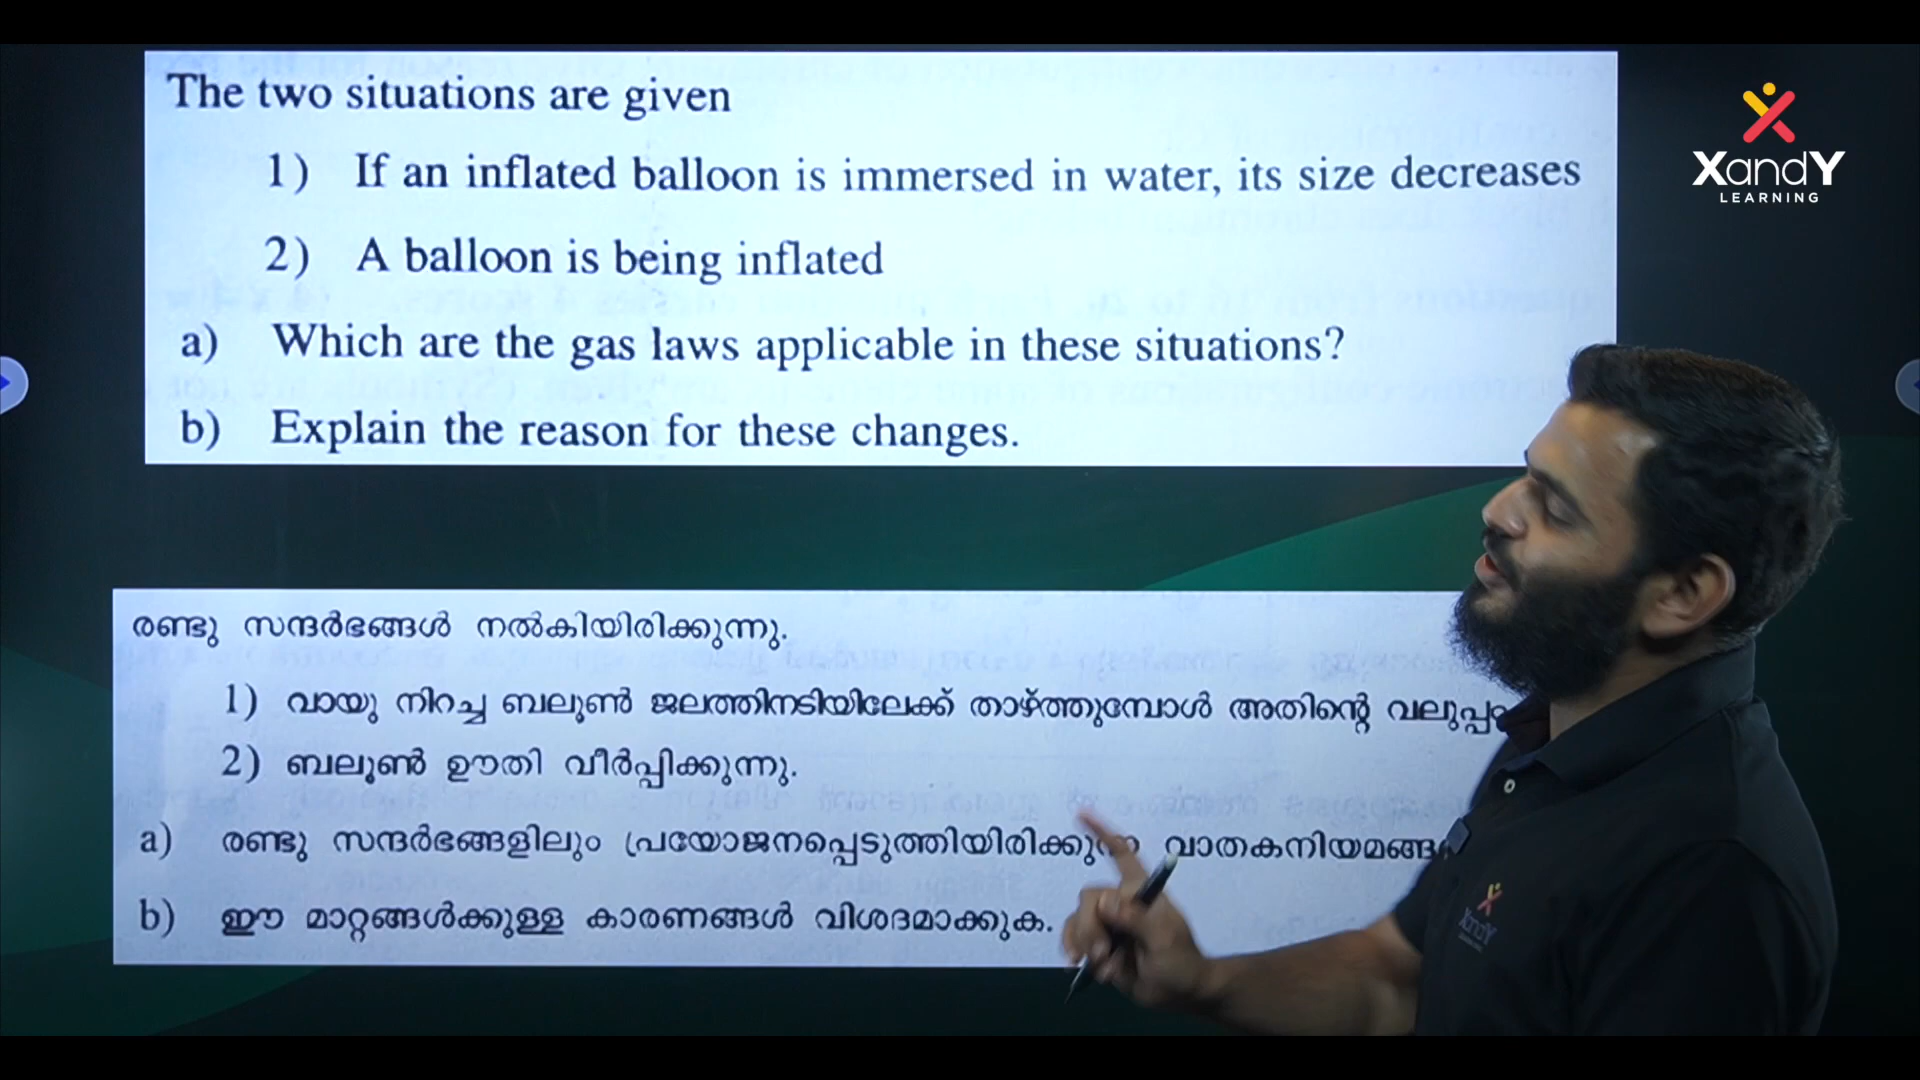 The two situations are given
XandY
LEARNING
1) If an inflated balloon is immersed in water, its size decreases
2) A balloon is being inflated
a) Which are the gas laws applicable in these situations?
b) Explain the reason for these changes.
രണ്ടു സന്ദർഭങ്ങൾ നൽകിയിരിക്കുന്നു.
1) വായു നിറച്ച ബലൂൺ ജലത്തിനടിയിലേക്ക് താഴ്ത്തുമ്പോൾ അതിന്റെ
2) ബലൂൺ ഊതി വീർപ്പിക്കുന്നു.
a) രണ്ടു സന്ദർഭങ്ങളിലും പ്രയോജനപ്പെടുത്തിയിരിക്കുന്ന
b) ഈ മാറ്റങ്ങൾക്കുള്ള കാരണങ്ങൾ വിശദമാക്കുക.
XandY